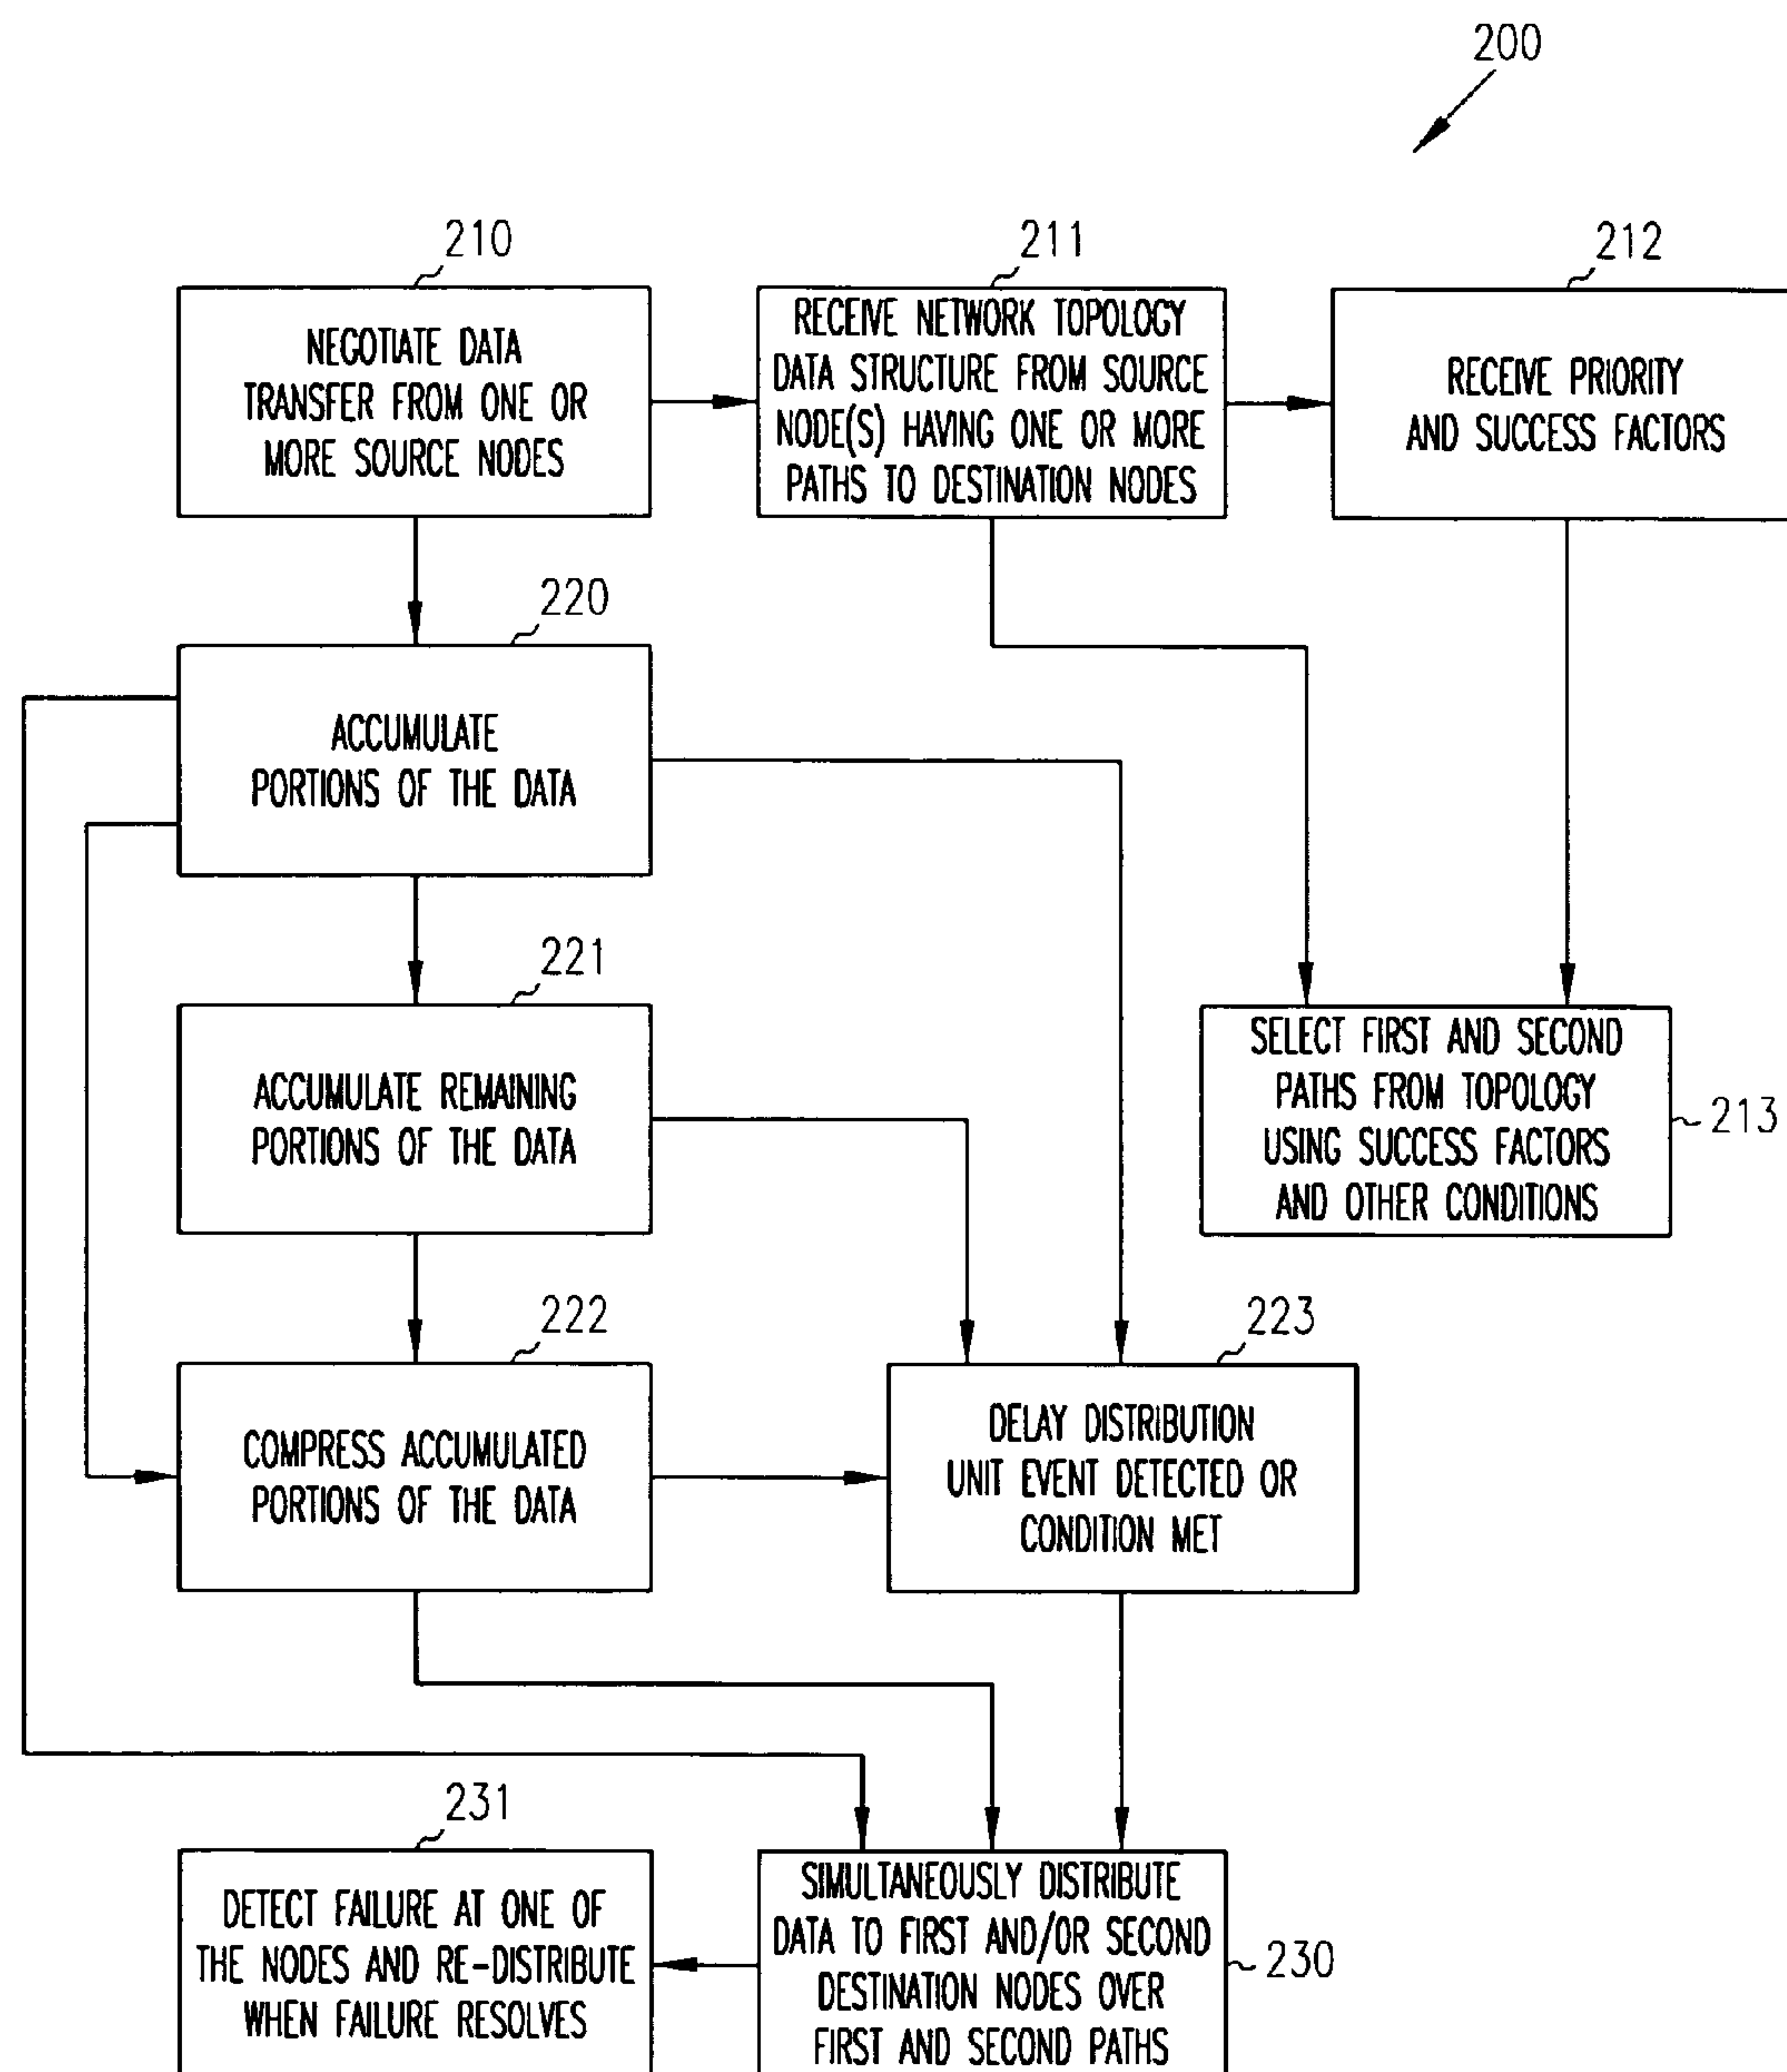 200
210
NEGOTIATE DATA
TRANSFER FROM ONE OR
MORE SOURCE NODES
211
RECEIVE NETWORK TOPOLOGY
DATA STRUCTURE FROM SOURCE
NODE(S) HAVING ONE OR MORE
PATHS TO DESTINATION NODES
212
RECEIVE PRIORITY
AND SUCCESS FACTORS
220
ACCUMULATE
PORTIONS OF THE DATA
221
ACCUMULATE REMAINING
PORTIONS OF THE DATA
SELECT FIRST AND SECOND
PATHS FROM TOPOLOGY
USING SUCCESS FACTORS
AND OTHER CONDITIONS
213
222
COMPRESS ACCUMULATED
PORTIONS OF THE DATA
223
DELAY DISTRIBUTION
UNIT EVENT DETECTED OR
CONDITION MET
231
DETECT FAILURE AT ONE OF
THE NODES AND RE-DISTRIBUTE
WHEN FAILURE RESOLVES
SIMULTANEOUSLY DISTRIBUTE
DATA TO FIRST AND/OR SECOND
DESTINATION NODES OVER
FIRST AND SECOND PATHS
230